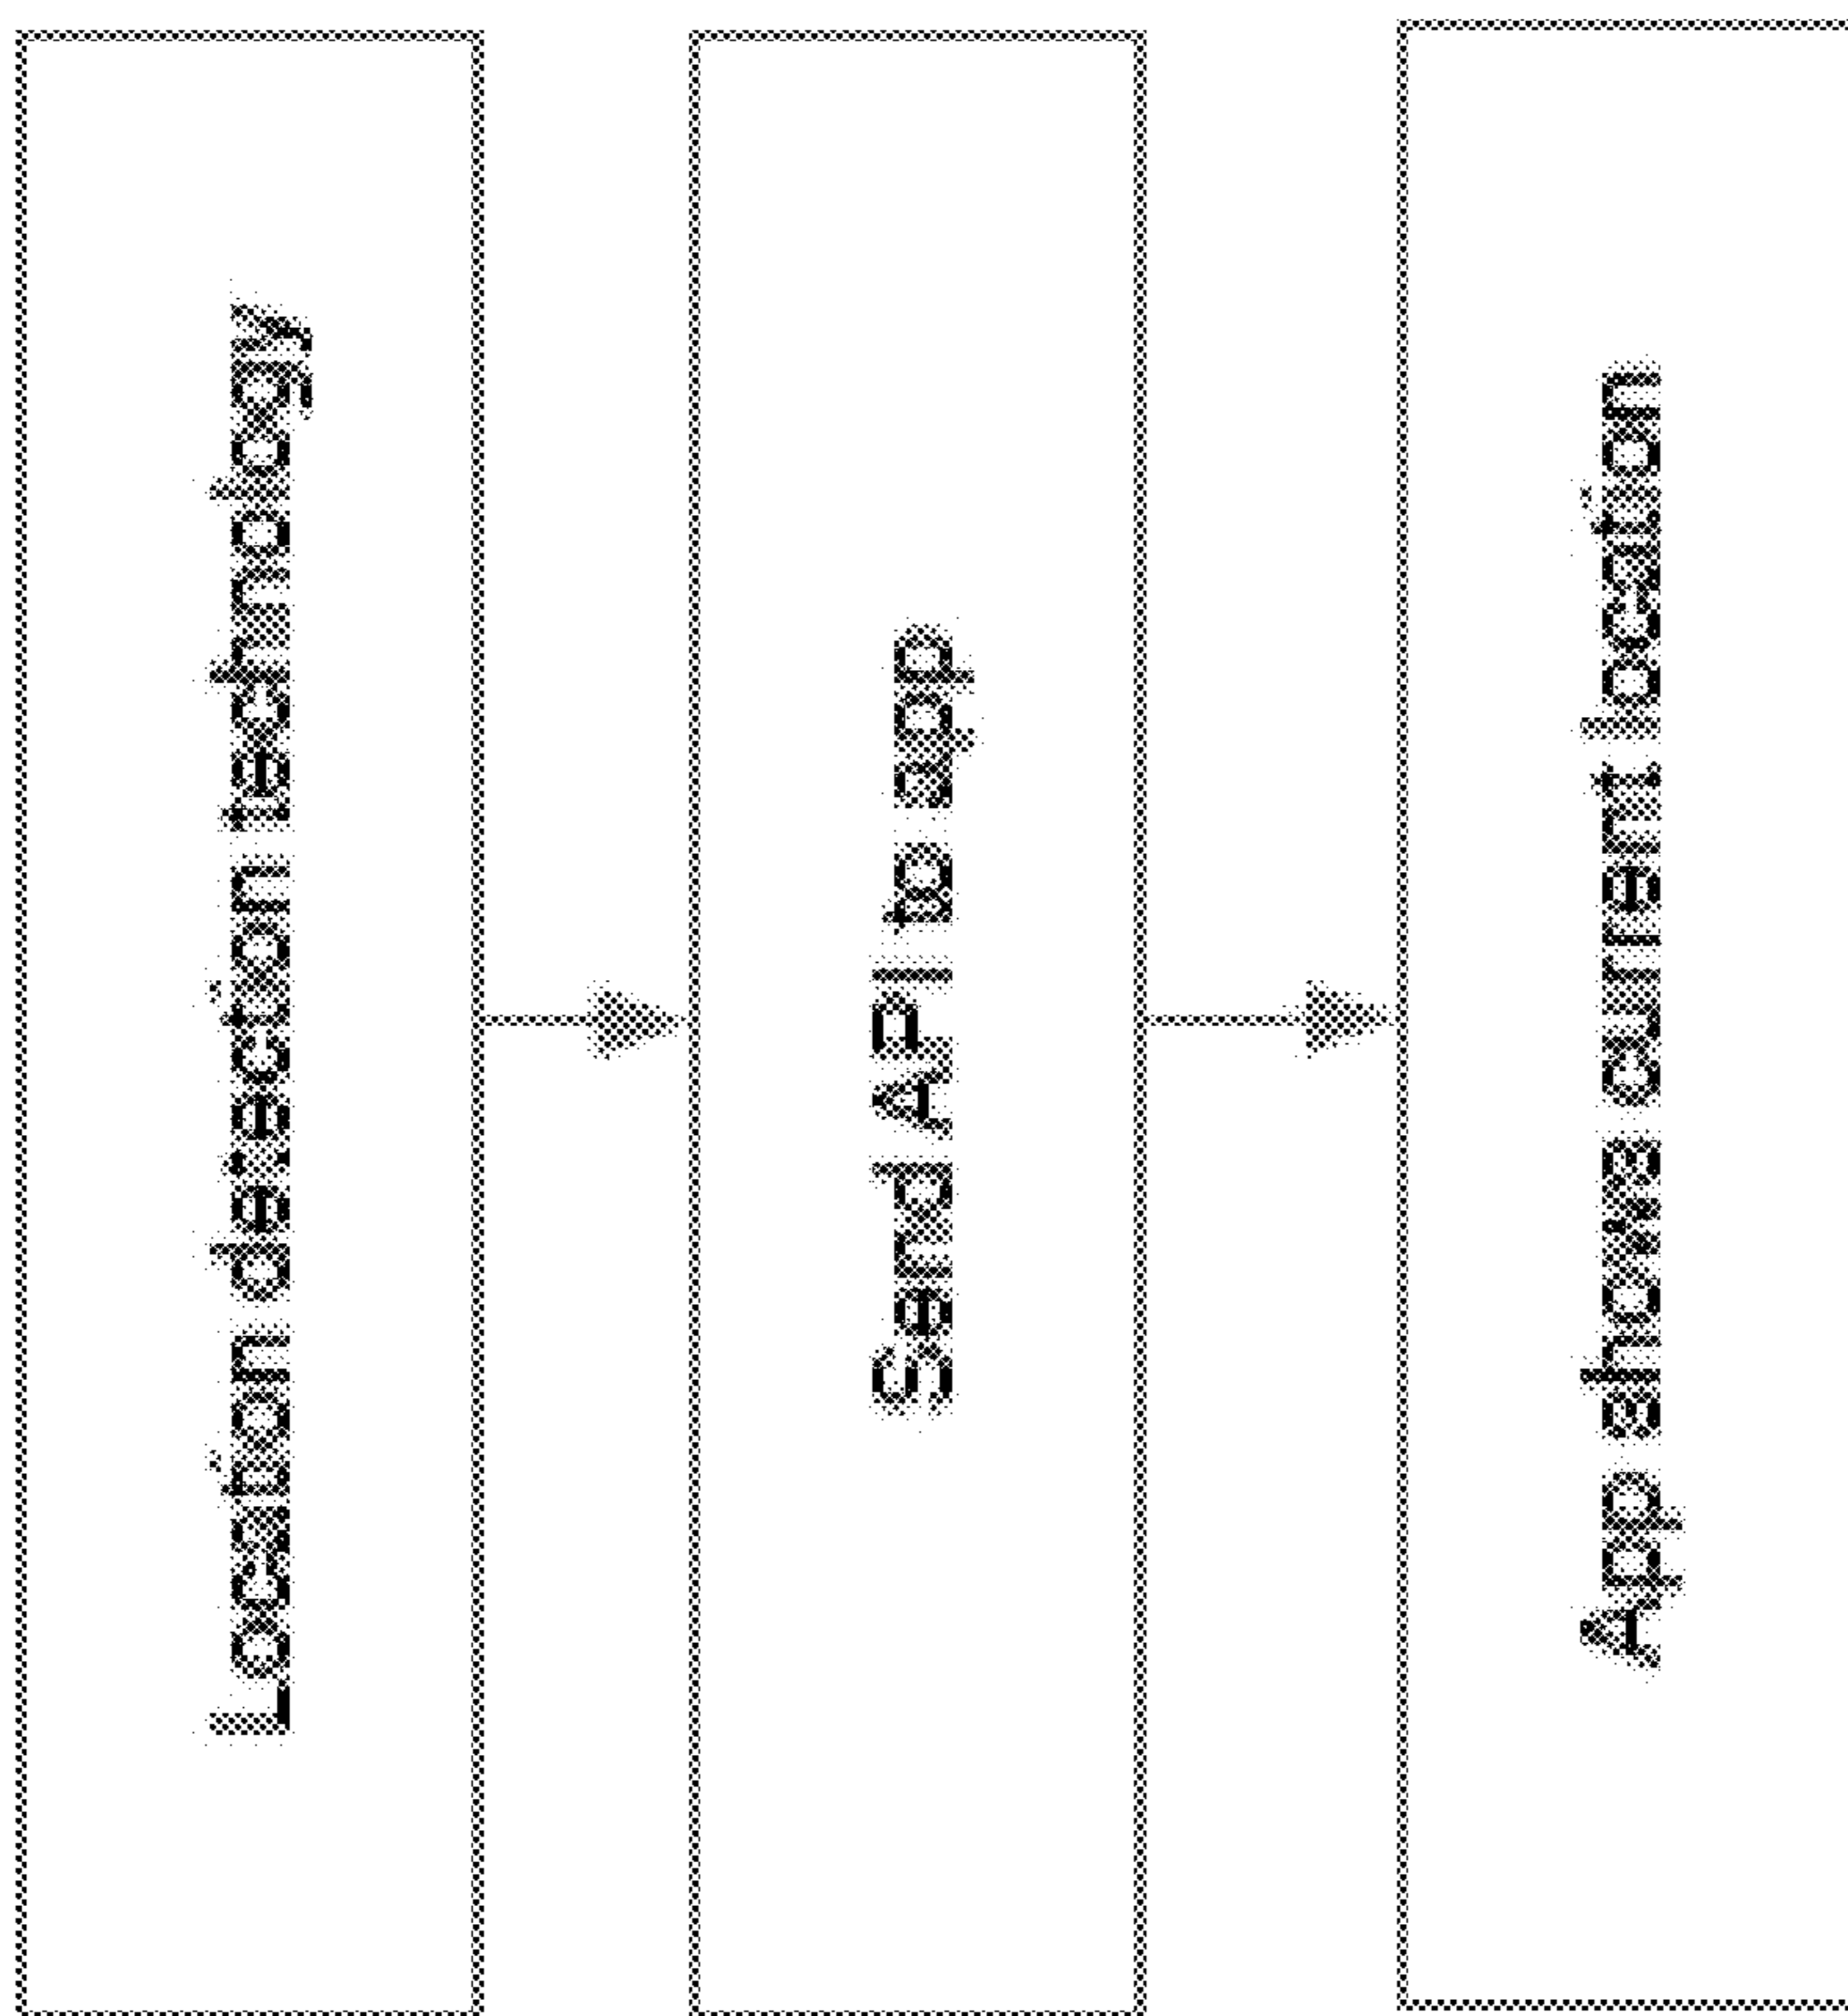 Location detection technology
Send API to app
App shows current location